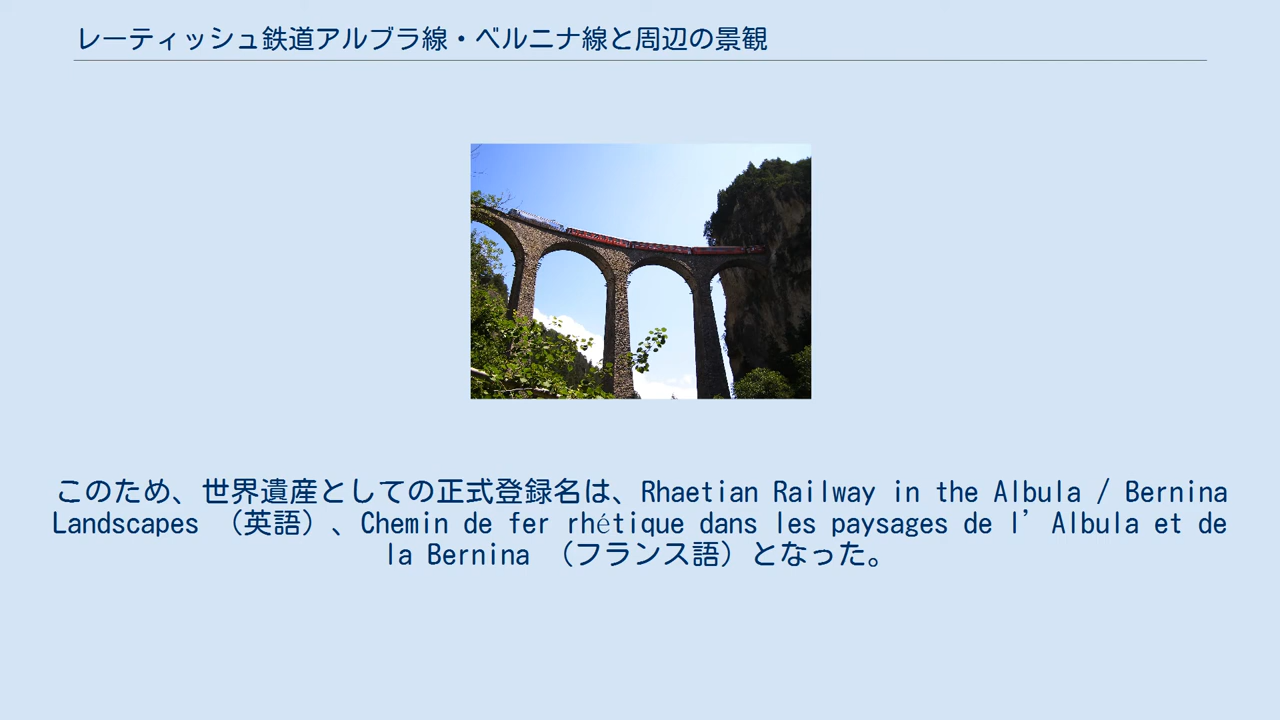 レーティッシュ鉄道アルブラ線・ベルニナ線と周辺の景観
このため、世界遺産としての正式登録名は、Rhaetian Railway in the Albula / Bernina
Landscapes （英語）、Chemin de fer rhétique dans les paysages de l’Albula et de
la Bernina （フランス語）となった。